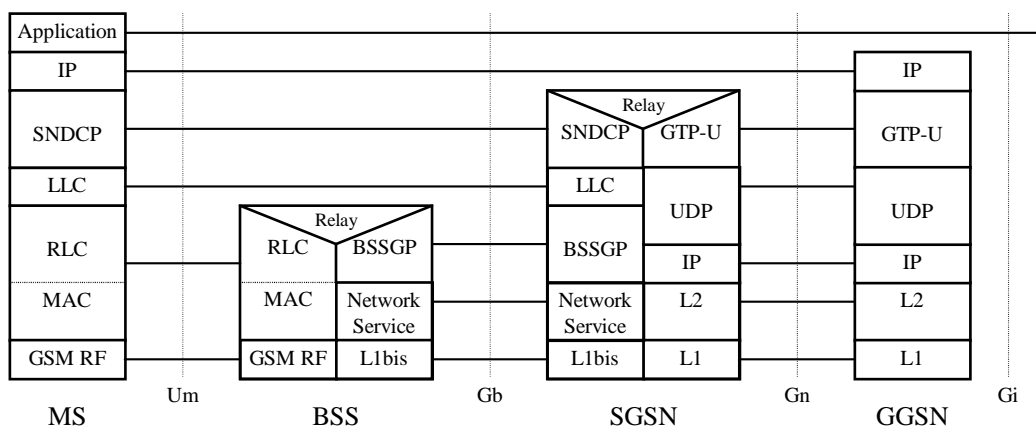 Application
IP
IP
Relay
SNDCP
SNDCP
GTP-U
GTP-U
LLC
LLC
UDP
UDP
Relay
RLC
RLC
BSSGP
BSSGP
IP
IP
MAC
MAC
Network
Service
Network
Service
L2
L2
GSM RF
GSM RF
L1bis
L1bis
L1
L1
Um
Gb
Gn
Gi
MS
BSS
SGSN
GGSN